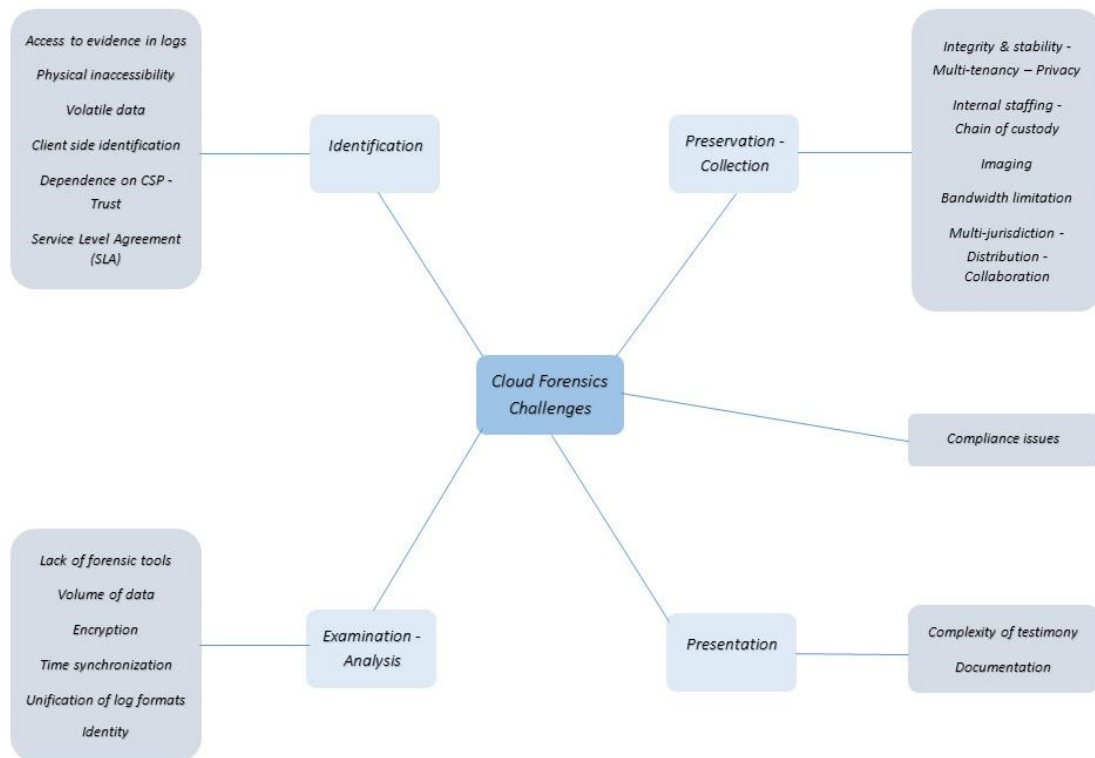 Access to evidence in logs
Physical inaccessibility
Volatile data
Client side identification
Dependence on CSP -
Trust
Service Level Agreement
(SLA)
Identification
Preservation -
Collection
Integrity & stability -
Multi-tenancy – Privacy
Internal staffing -
Chain of custody
Imaging
Bandwidth limitation
Multi-jurisdiction -
Distribution -
Collaboration
Cloud Forensics
Challenges
Compliance issues
Lack of forensic tools
Volume of data
Encryption
Time synchronization
Unification of log formats
Identity
Examination -
Analysis
Presentation
Complexity of testimony
Documentation